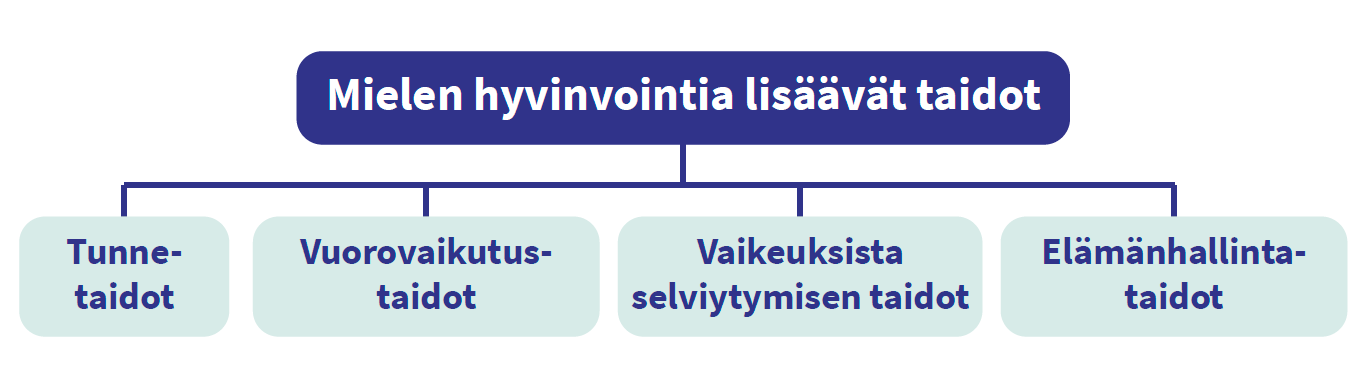 Mielen hyvinvointia lisäävät taidot
Tunne-
taidot
Vuorovaikutus-
taidot
Vaikeuksista
selviytymisen taidot
Elämänhallinta-
taidot